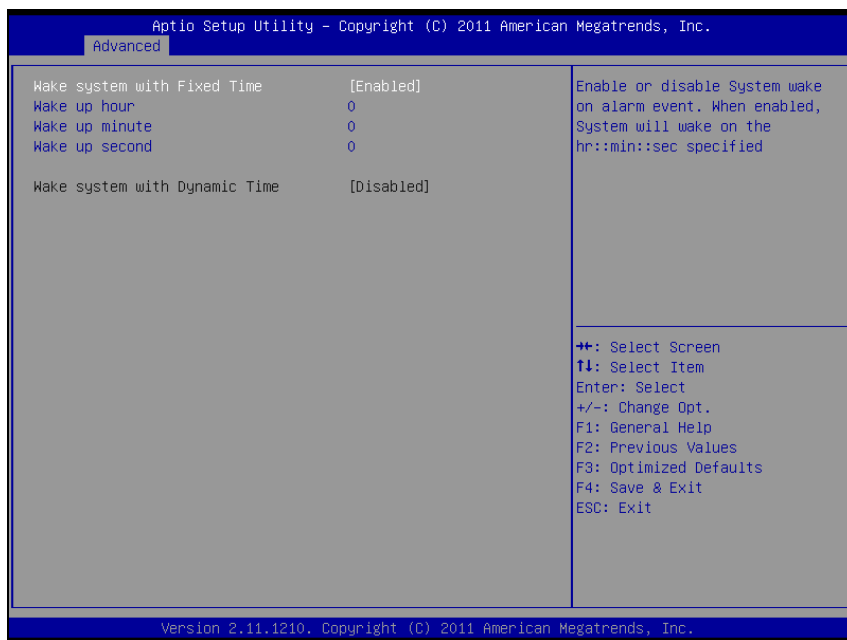 Aptio Setup Utility – Copyright (C) 2011 American Megatrends, Inc.
Advanced
Wake system with Fixed Time [Enabled]
Wake up hour 0
Wake up minute 0
Wake up second 0
Wake system with Dynamic Time [Disabled]
Enable or disable System wake
on alarm event. When enabled,
System will wake on the
hr::min::sec specified
→←: Select Screen
↑↓: Select Item
Enter: Select
+/-: Change Opt.
F1: General Help
F2: Previous Values
F3: Optimized Defaults
F4: Save & Exit
ESC: Exit
Version 2.11.1210. Copyright (C) 2011 American Megatrends, Inc.